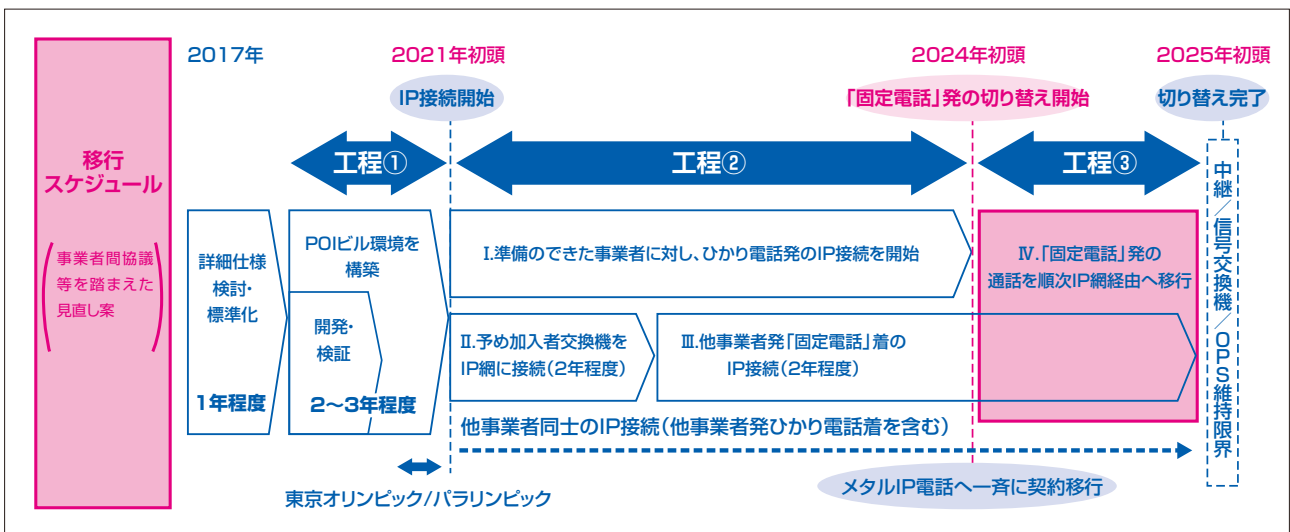 移行
スケジュール
事業者間協議
等を踏まえた
見直し案
2017年
2021年初頭
2024年初頭
2025年初頭
IP接続開始
「固定電話」発の切り替え開始
切り替え完了
工程①
工程②
工程③
詳細仕様
検討・
標準化
1年程度
POIビル環境を
構築
開発・
検証
2〜3年程度
Ⅰ.準備のできた事業者に対し、ひかり電話発のIP接続を開始
Ⅱ.予め加入者交換機を
IP網に接続(2年程度)
Ⅲ.他事業者発「固定電話」着の
IP接続(2年程度)
Ⅳ.「固定電話」発の
通話を順次IP網経由へ移行
他事業者同士のIP接続(他事業者発ひかり電話着を含む)
中継/信号交換機/OPS維持限界
東京オリンピック/パラリンピック
メタルIP電話へ一斉に契約移行